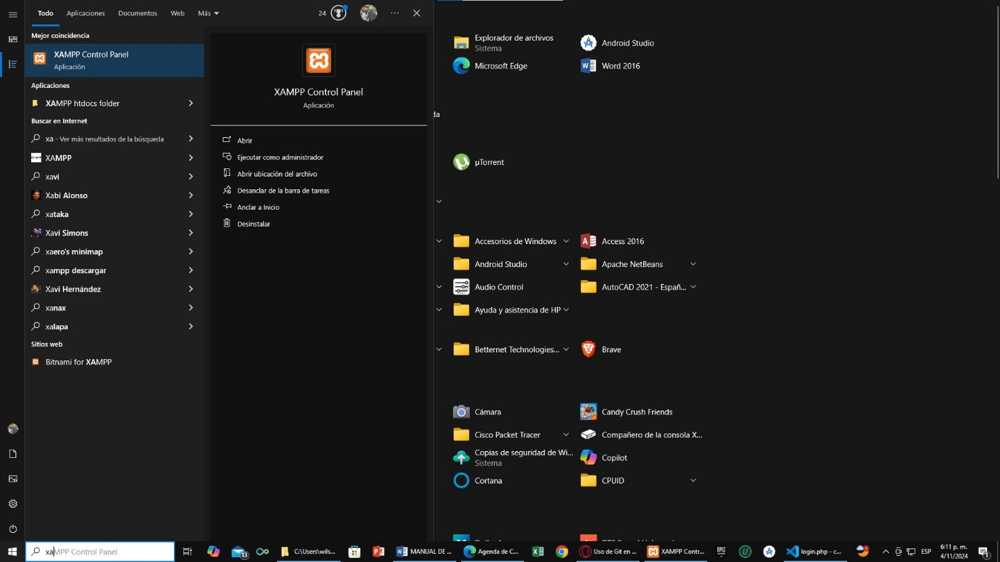 Todo
Aplicaciones
Documentos
Web
Más
24
Mejor coincidencia
XAMPP Control Panel
Aplicación
Aplicaciones
XAMPP htdocs folder
Buscar en Internet
xa - Ver más resultados de la búsqueda
XAMPP
xavi
Xabi Alonso
xataka
Xavi Simons
xaero's minimap
xampp descargar
Xavi Hernández
xanax
xalapa
Sitios web
Bitnami for XAMPP
XAMPP Control Panel
Aplicación
Abrir
Ejecutar como administrador
Abrir ubicación del archivo
Desanclar de la barra de tareas
Anclar a Inicio
Desinstalar
da
Explorador de archivos
Sistema
Android Studio
Microsoft Edge
Word 2016
µTorrent
Accesorios de Windows
Access 2016
Android Studio
Apache NetBeans
Audio Control
AutoCAD 2021 - Españ...
Ayuda y asistencia de HP
Betternet Technologies...
Brave
Cámara
Candy Crush Friends
Cisco Packet Tracer
Compañero de la consola X...
Copias de seguridad de Wi...
Sistema
Copilot
Cortana
CPUID
xaMPP Control Panel
13
C:\Users\wils...
MANUAL DE ...
Agenda de C...
Uso de Git en ...
XAMPP Contr...
EPIC
login.php - c...
1
ESP
6:11 p. m.
4/11/2024
1